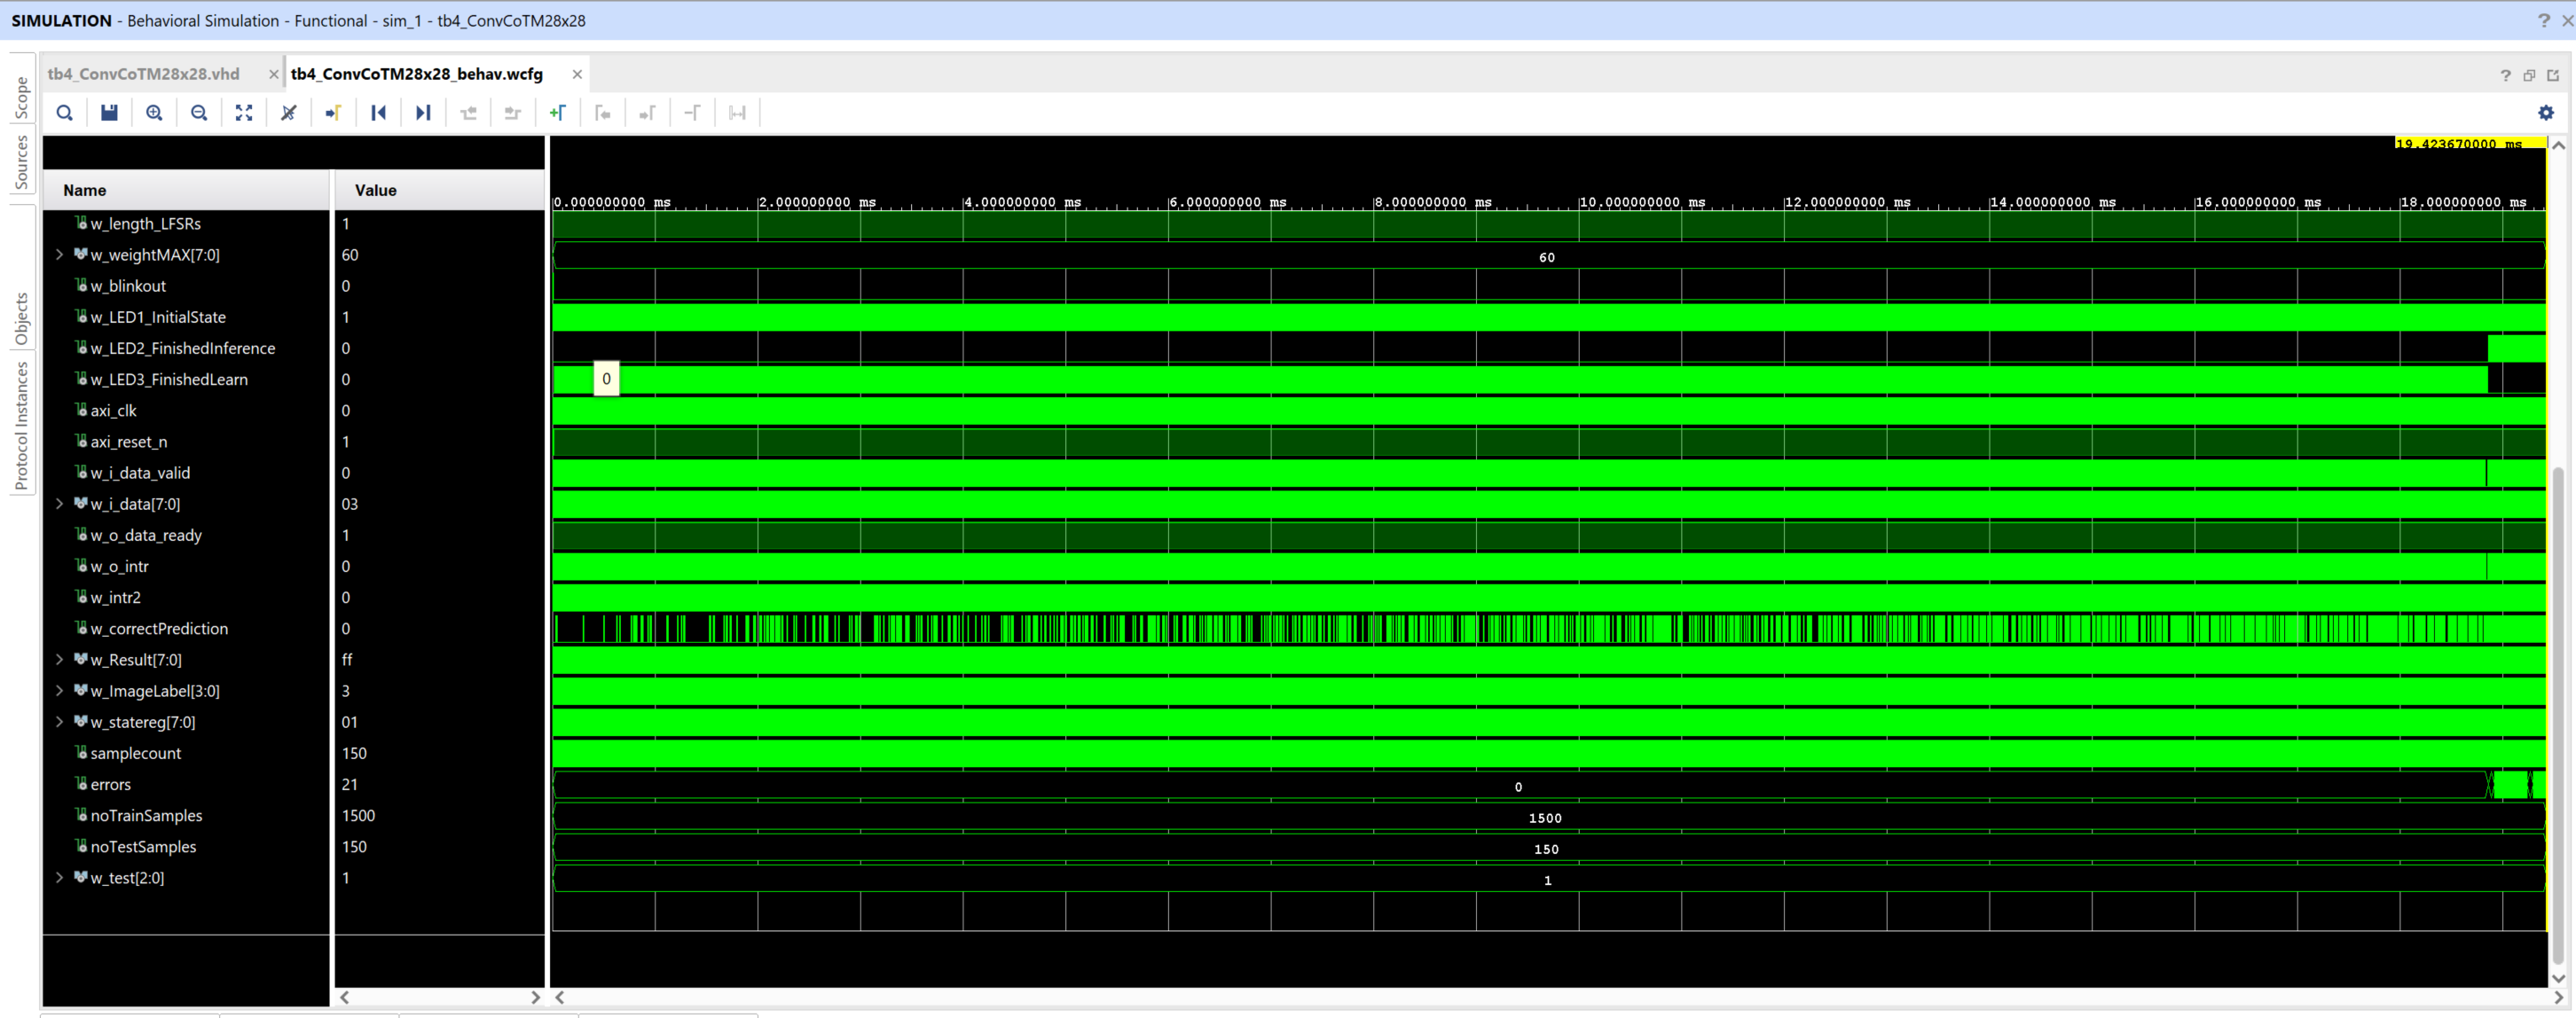 SIMULATION - Behavioral Simulation - Functional - sim_1 - tb4_ConvCoTM28x28
tb4_ConvCoTM28x28.vhd tb4_ConvCoTM28x28_behav.wcfg
Scope
Sources
Objects
Protocol Instances
19.423670000 ms
Name Value
0.000000000 ms 2.000000000 ms 4.000000000 ms 6.000000000 ms 8.000000000 ms 10.000000000 ms 12.000000000 ms 14.000000000 ms 16.000000000 ms 18.000000000 ms
w_length_LFSRs 1
w_weightMAX[7:0] 60 60
w_blinkout 0
w_LED1_InitialState 1
w_LED2_FinishedInference 0
w_LED3_FinishedLearn 0 0
axi_clk 0
axi_reset_n 1
w_i_data_valid 0
w_i_data[7:0] 03
w_o_data_ready 1
w_o_intr 0
w_intr2 0
w_correctPrediction 0
w_Result[7:0] ff
w_ImageLabel[3:0] 3
w_statereg[7:0] 01
samplecount 150
errors 21 0
noTrainSamples 1500 1500
noTestSamples 150 150
w_test[2:0] 1 1